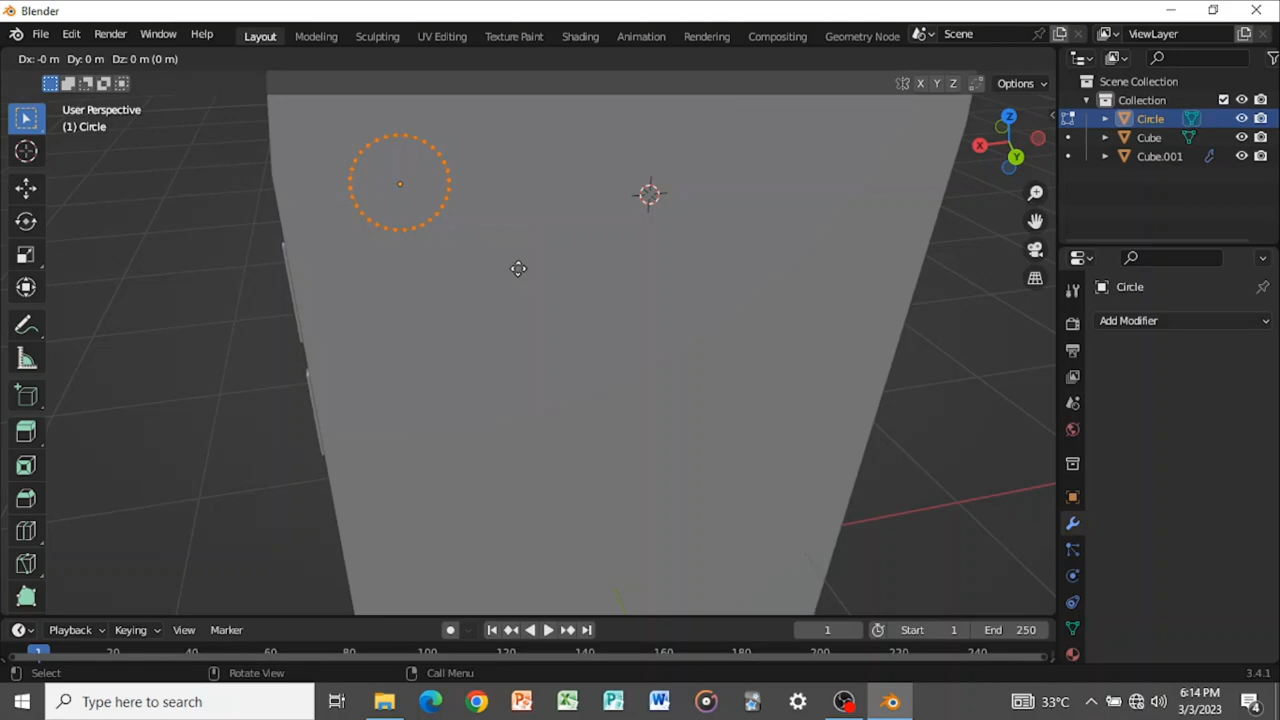 Blender
File Edit Render Window Help Layout Modeling Sculpting UV Editing Texture Paint Shading Animation Rendering Compositing Geometry Node Scene ViewLayer
Dx: -0 m Dy: 0 m Dz: 0 m (0 m)
X Y Z Options
User Perspective
(1) Circle
Z
X
Y
Scene Collection
Collection
Circle
Cube
Cube.001
Circle
Add Modifier
Playback Keying View Marker 1 Start 1 End 250
1 20 40 60 80 100 120 140 160 180 200 220 240
Select Rotate View Call Menu 3.4.1
Type here to search 33°C 6:14 PM
3/3/2023
4